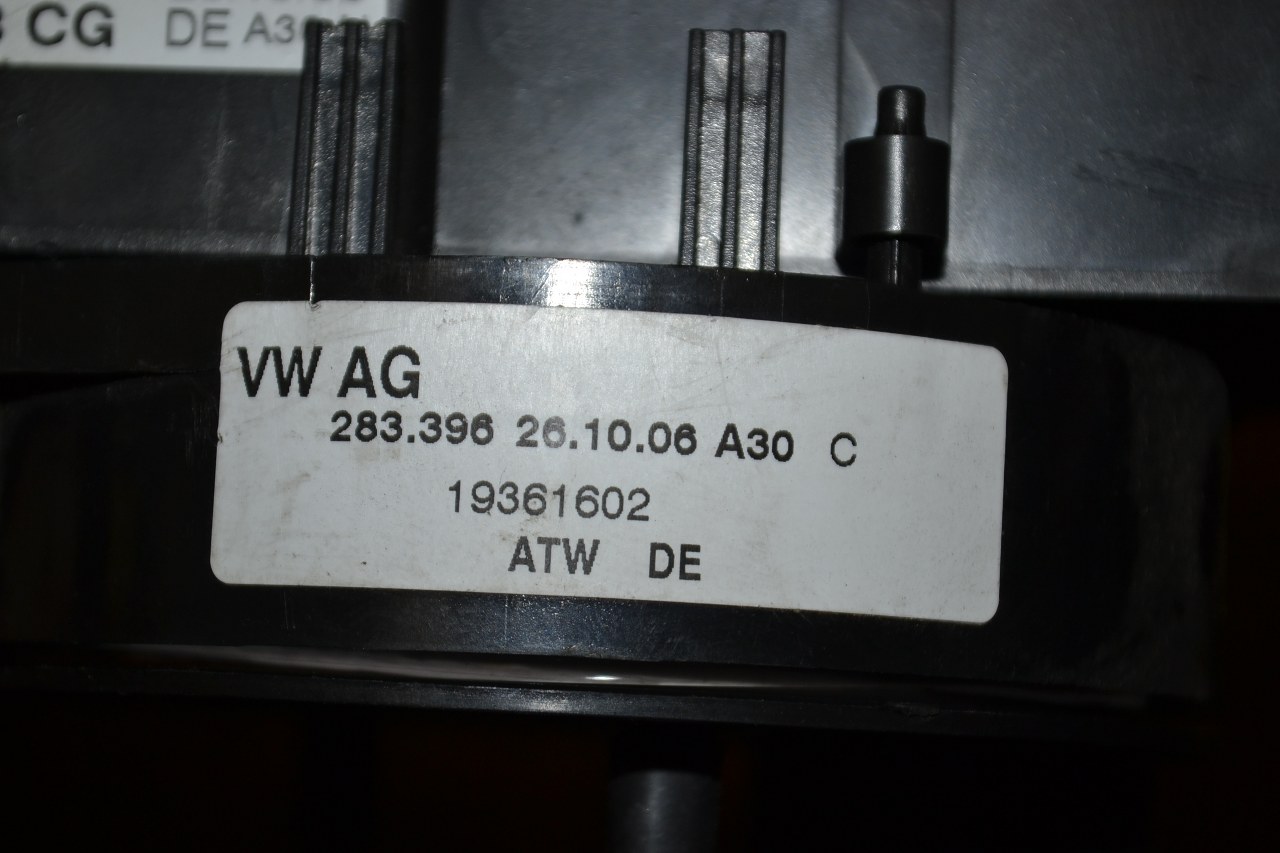 CG DE
VW AG
283.396 26.10.06 A30 C
19361602
ATW DE